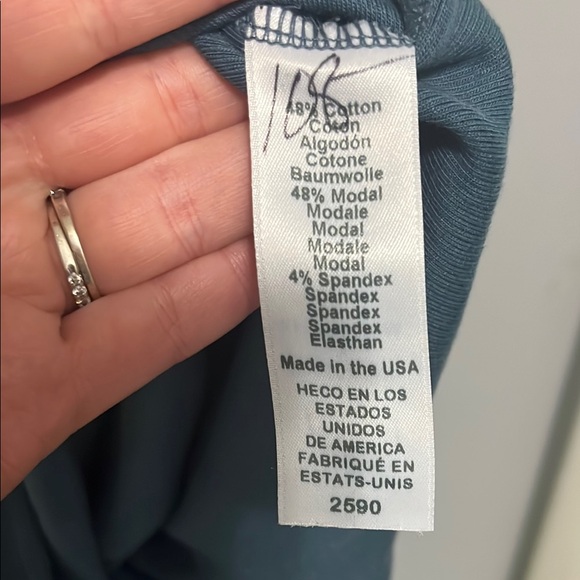 108
48% Cotton
Coton
Algodón
Cotone
Baumwolle
48% Modal
Modale
Modal
Modale
Modal
4% Spandex
Spandex
Spandex
Spandex
Elasthan
Made in the USA
HECO EN LOS
ESTADOS
UNIDOS
DE AMERICA
FABRIQUÉ EN
ESTATS-UNIS
2590